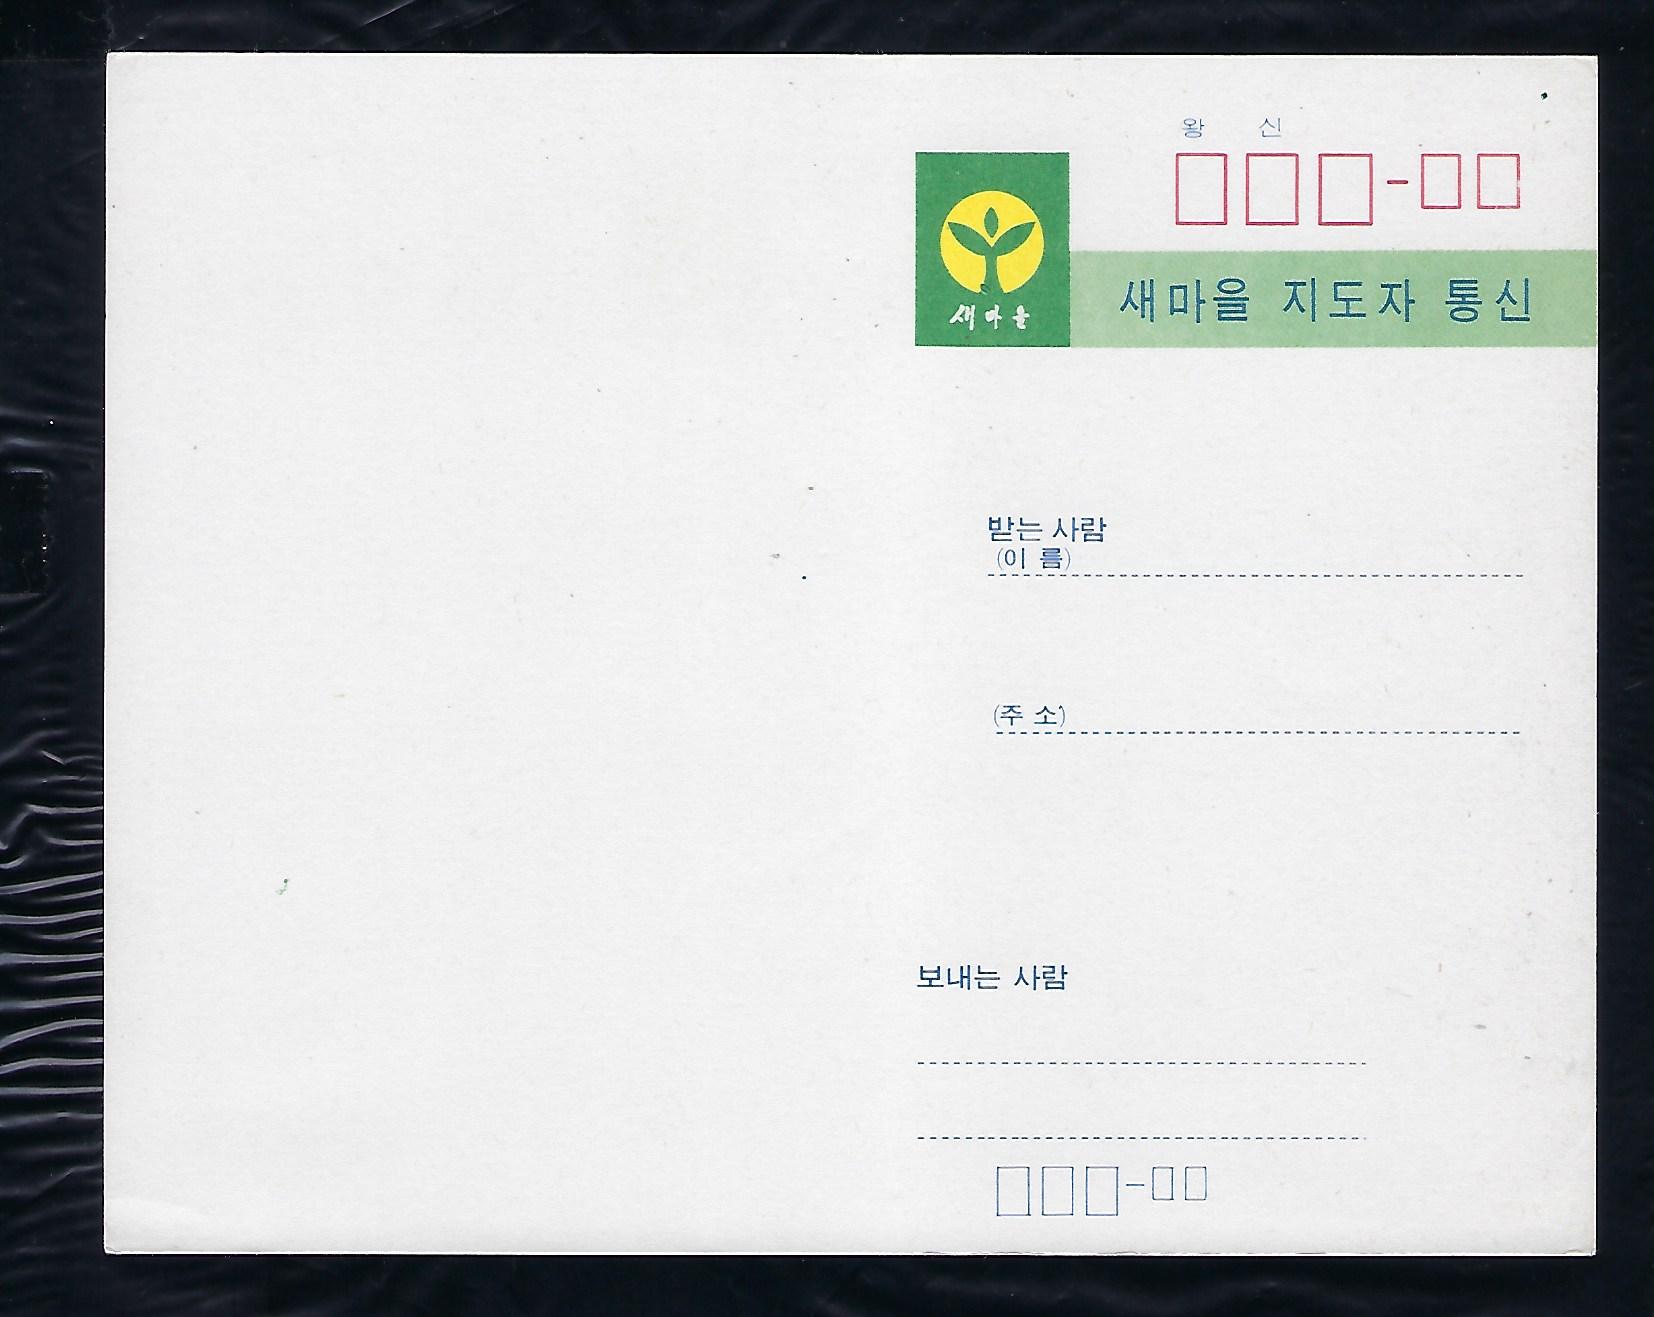 왕 신
새마을
새마을 지도자 통신
받는 사람
(이 름)
(주 소)
보내는 사람